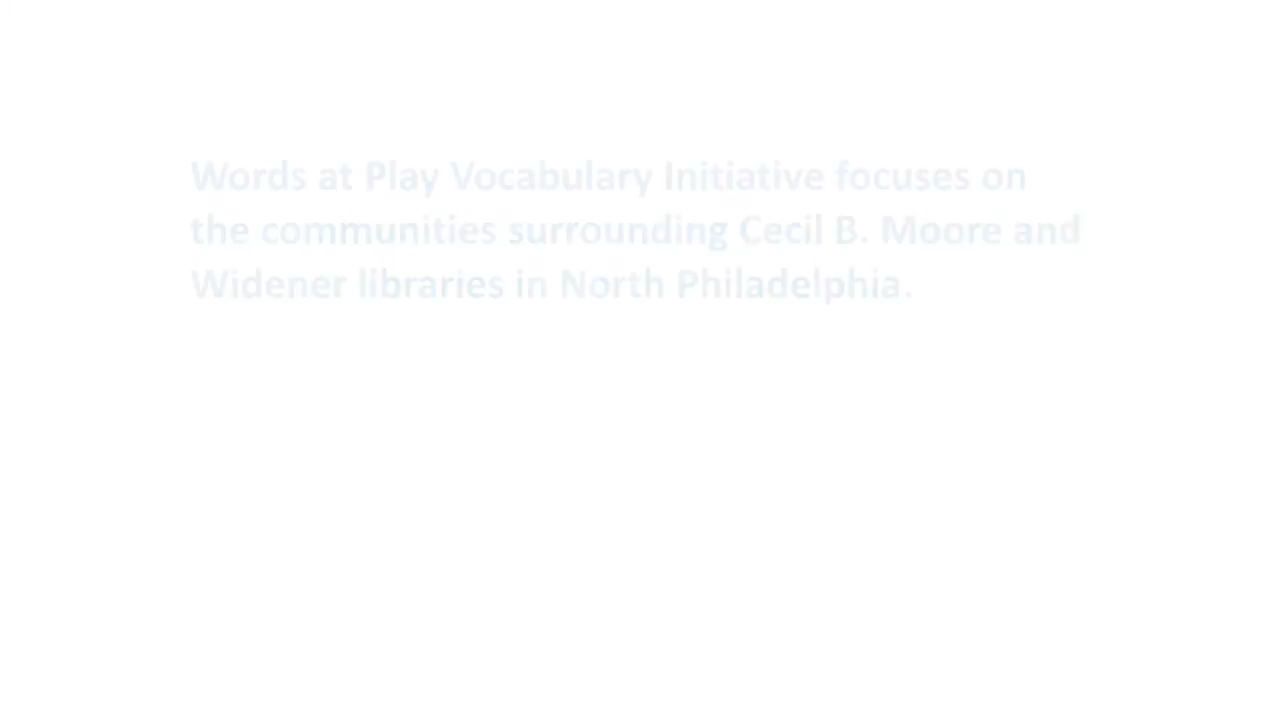 Words at Play Vocabulary Initiative focuses on
the communities surrounding Cecil B. Moore and
Widener libraries in North Philadelphia.